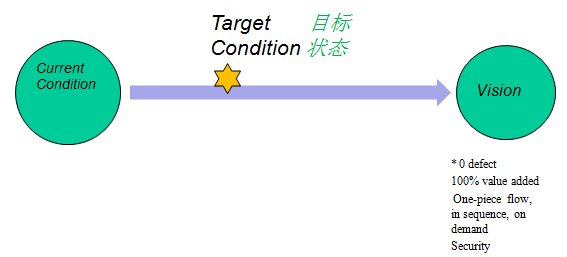 Target 目标
Condition 状态
Current
Condition
Vision
* 0 defect
100% value added
One-piece flow,
in sequence, on
demand
Security